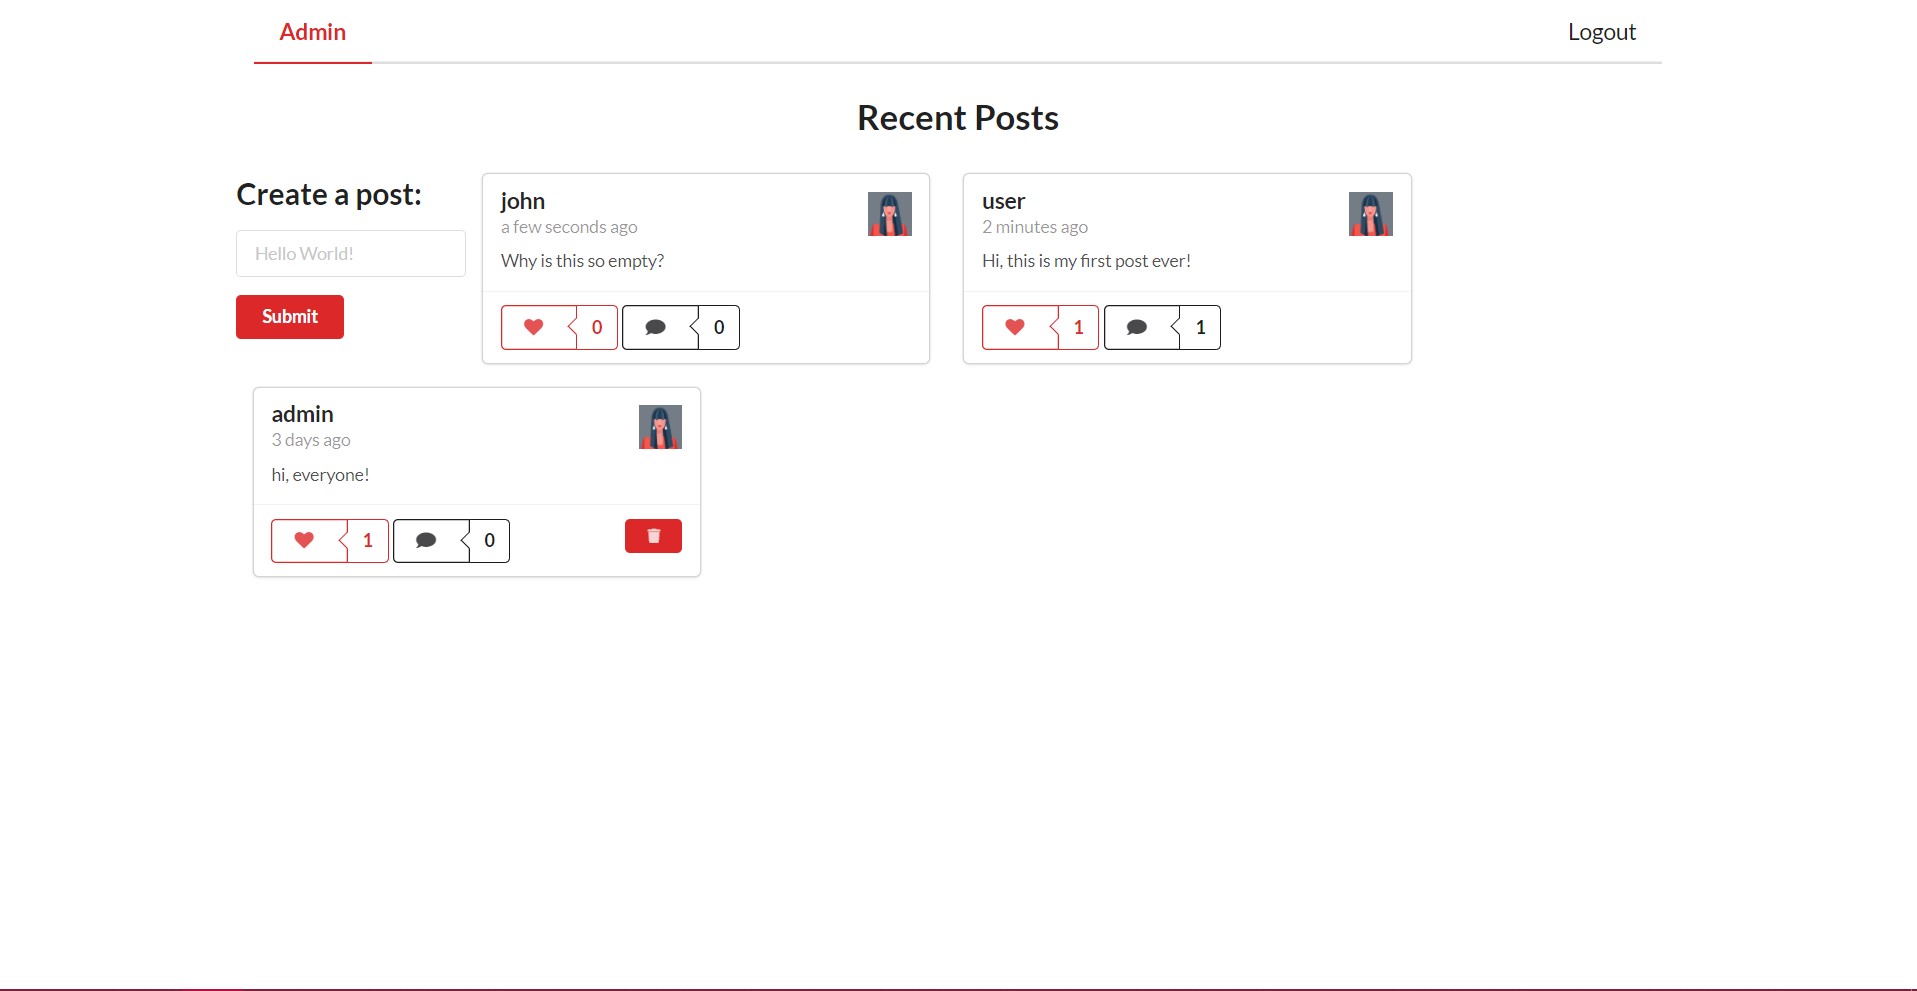 Admin
Logout
Recent Posts
Create a post:
Hello World!
Submit
john
a few seconds ago
Why is this so empty?
0
0
user
2 minutes ago
Hi, this is my first post ever!
1
1
admin
3 days ago
hi, everyone!
1
0